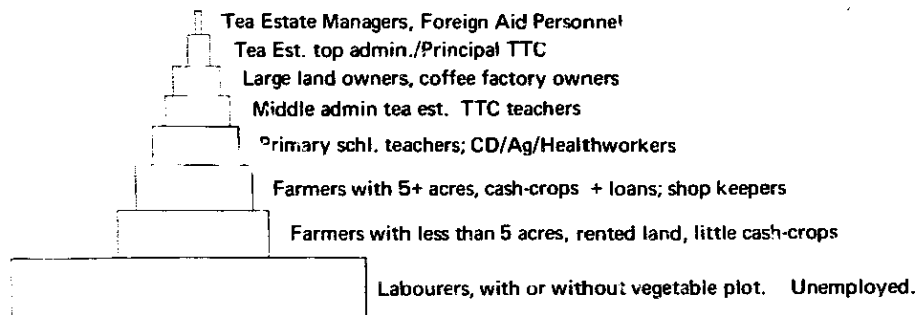 Tea Estate Managers, Foreign Aid Personnel
Tea Est. top admin./Principal TTC
Large land owners, coffee factory owners
Middle admin tea est. TTC teachers
Primary schl. teachers; CD/Ag/Healthworkers
Farmers with 5+ acres, cash-crops + loans; shop keepers
Farmers with less than 5 acres, rented land, little cash-crops
Labourers, with or without vegetable plot. Unemployed.